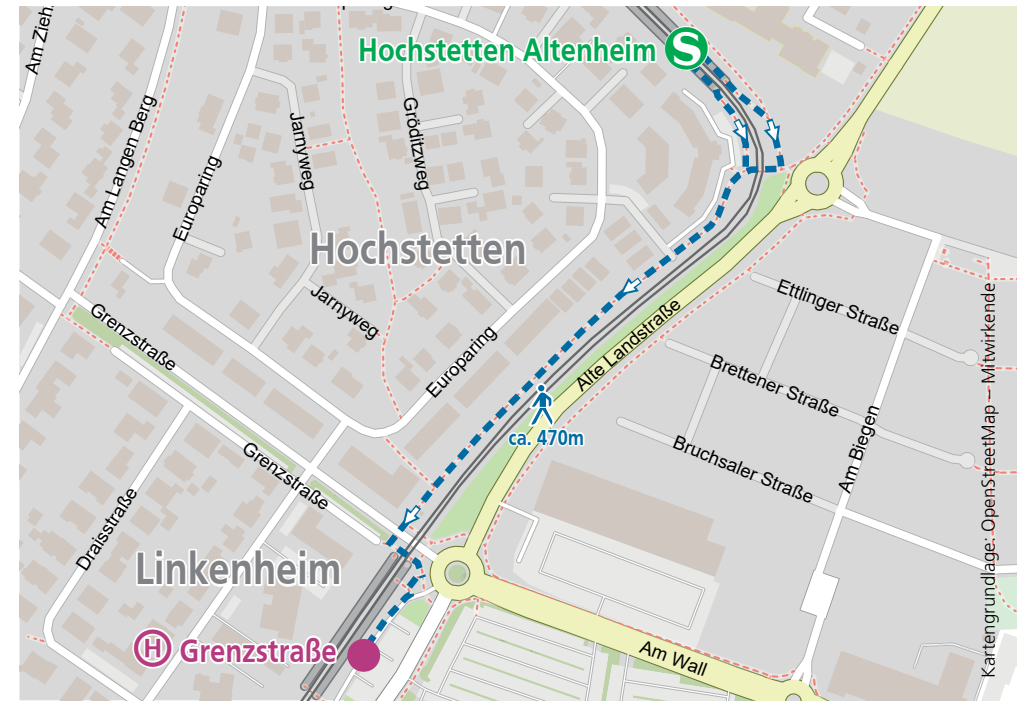 Am Zieh
Hochstetten Altenheim S
Am Langen Berg
Europaring
Jarnyweg
Gröditzweg
Hochstetten
Jarnyweg
Grenzstraße
Europaring
Alte Landstraße
Ettlinger Straße
Brettener Straße
Bruchsaler Straße
Am Biegen
ca. 470m
Grenzstraße
Draisstraße
Linkenheim
H Grenzstraße
Am Wall
Kartengrundlage: OpenStreetMap – Mitwirkende